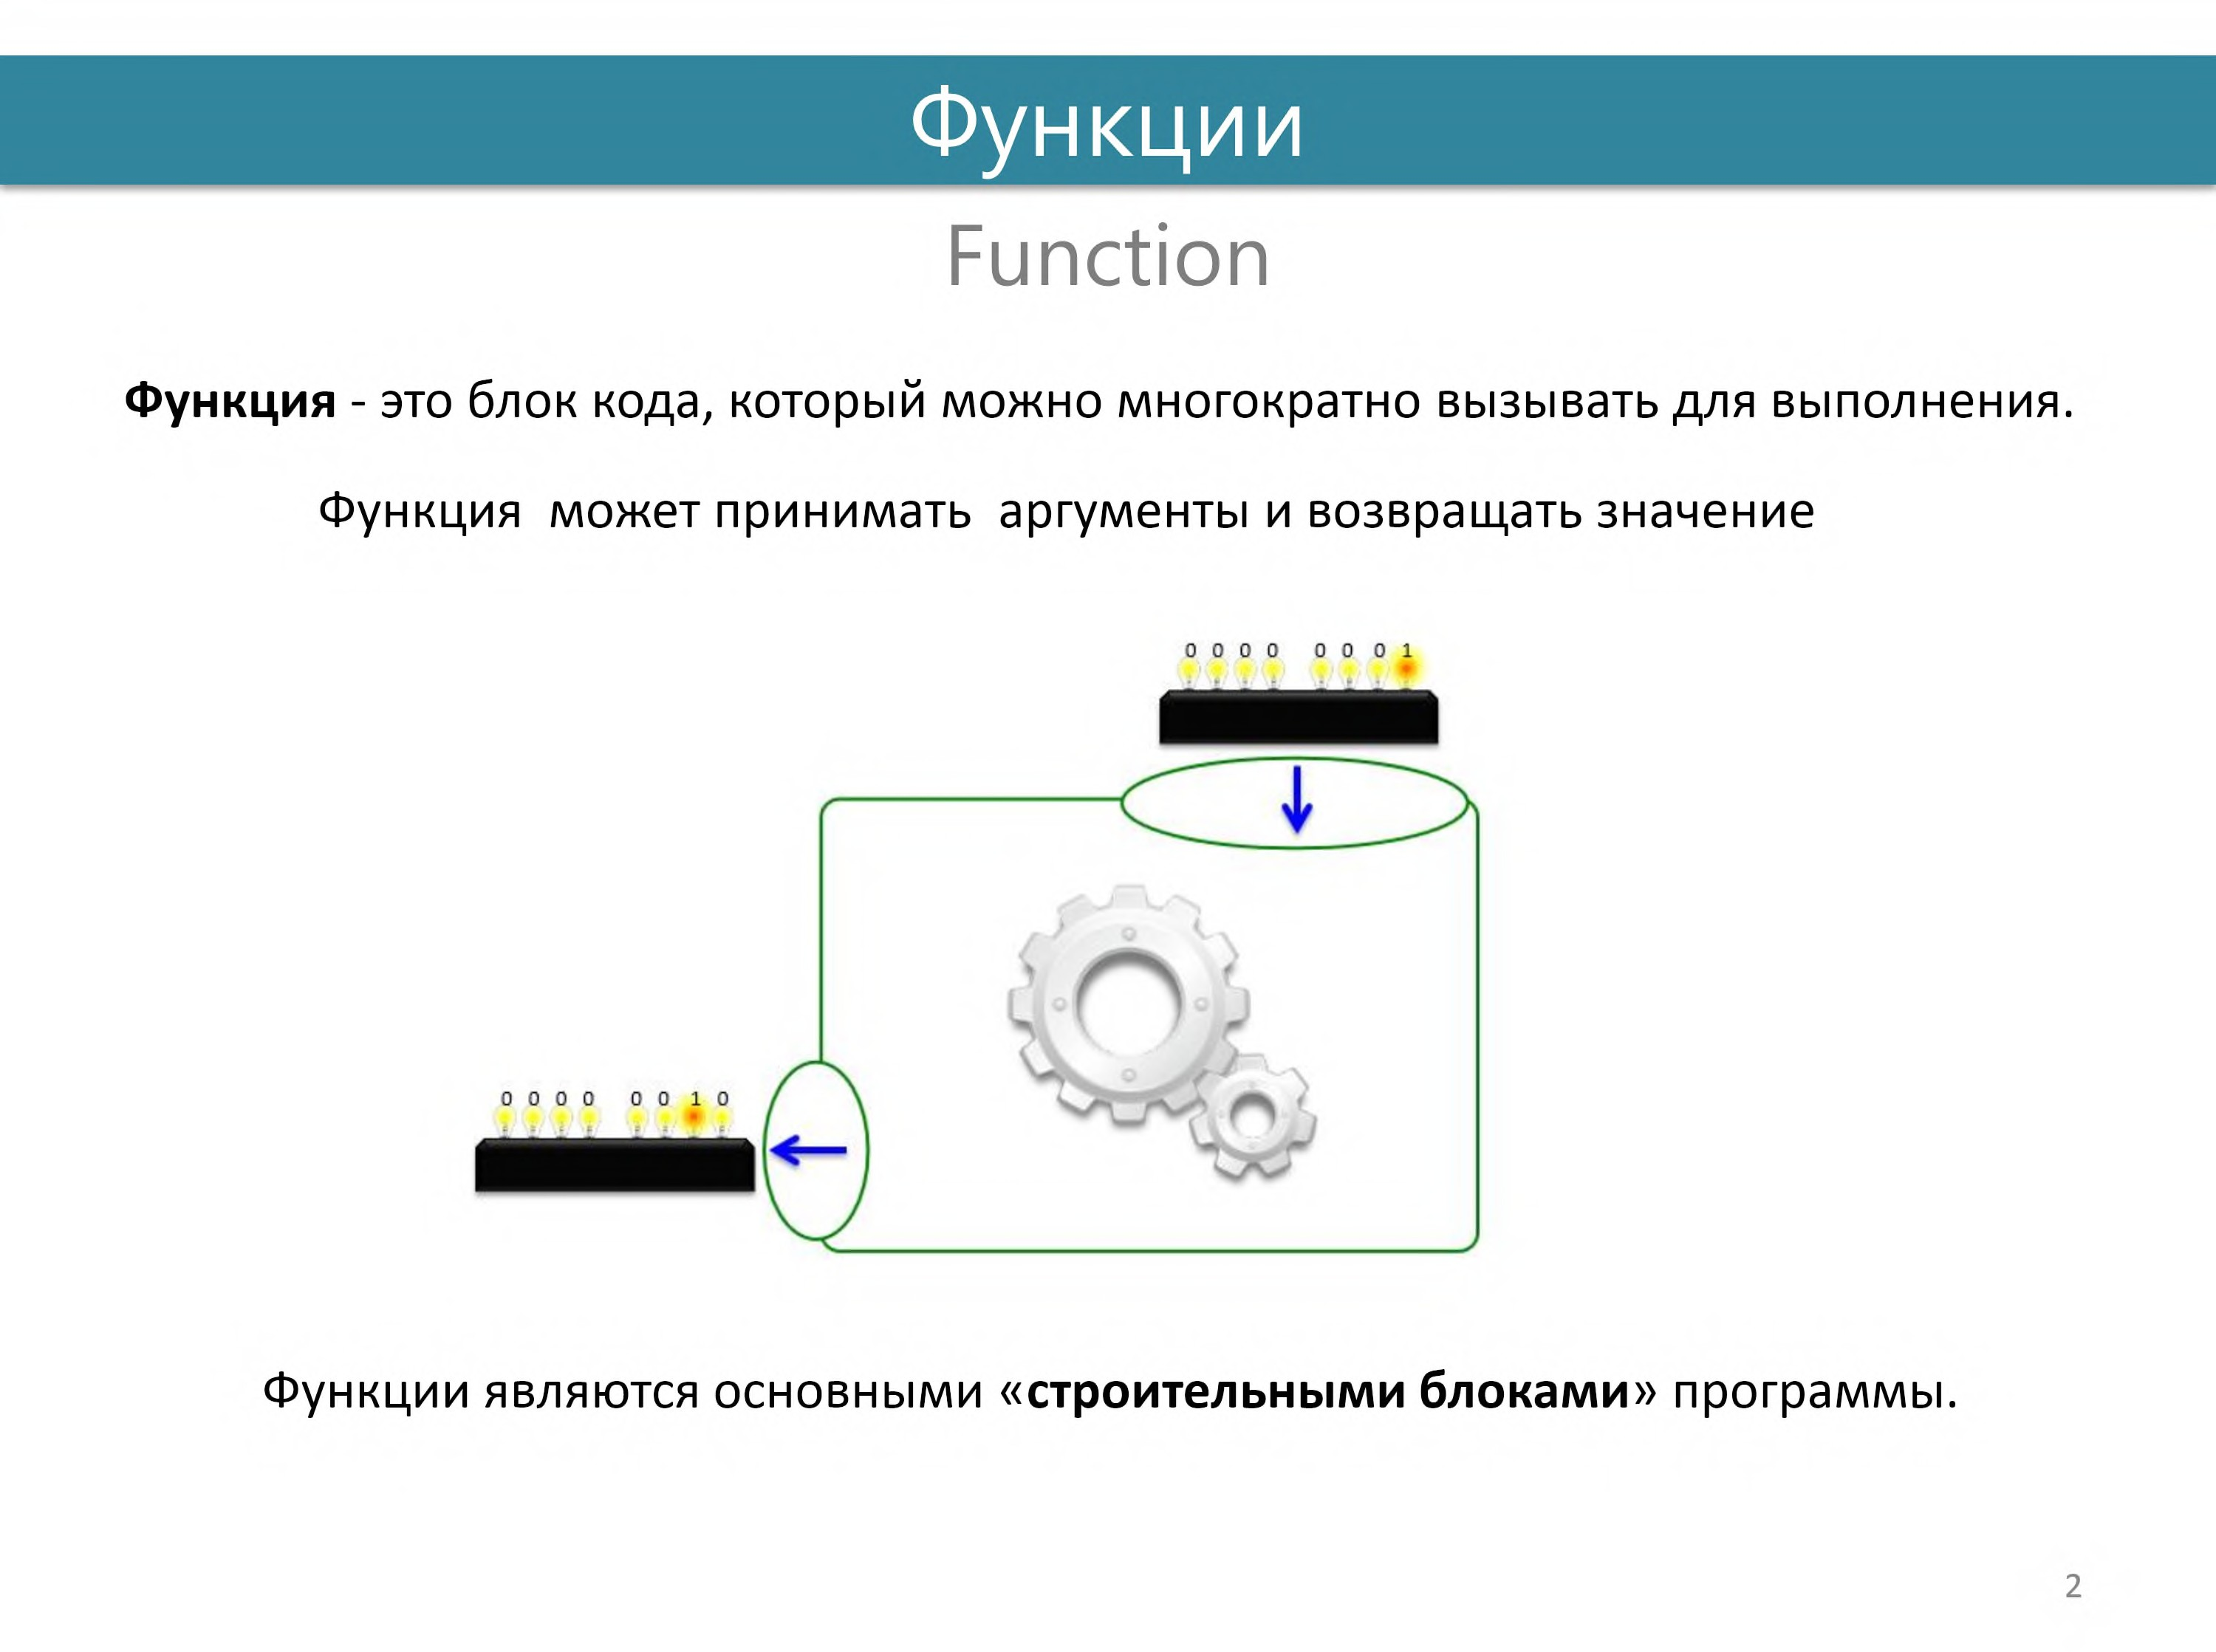 Функции
Function
Функция - это блок кода, который можно многократно вызывать для выполнения.
Функция может принимать аргументы и возвращать значение
0 0 0 0 0 0 0 1
0 0 0 0 0 0 1 0
Функции являются основными «строительными блоками» программы.
2